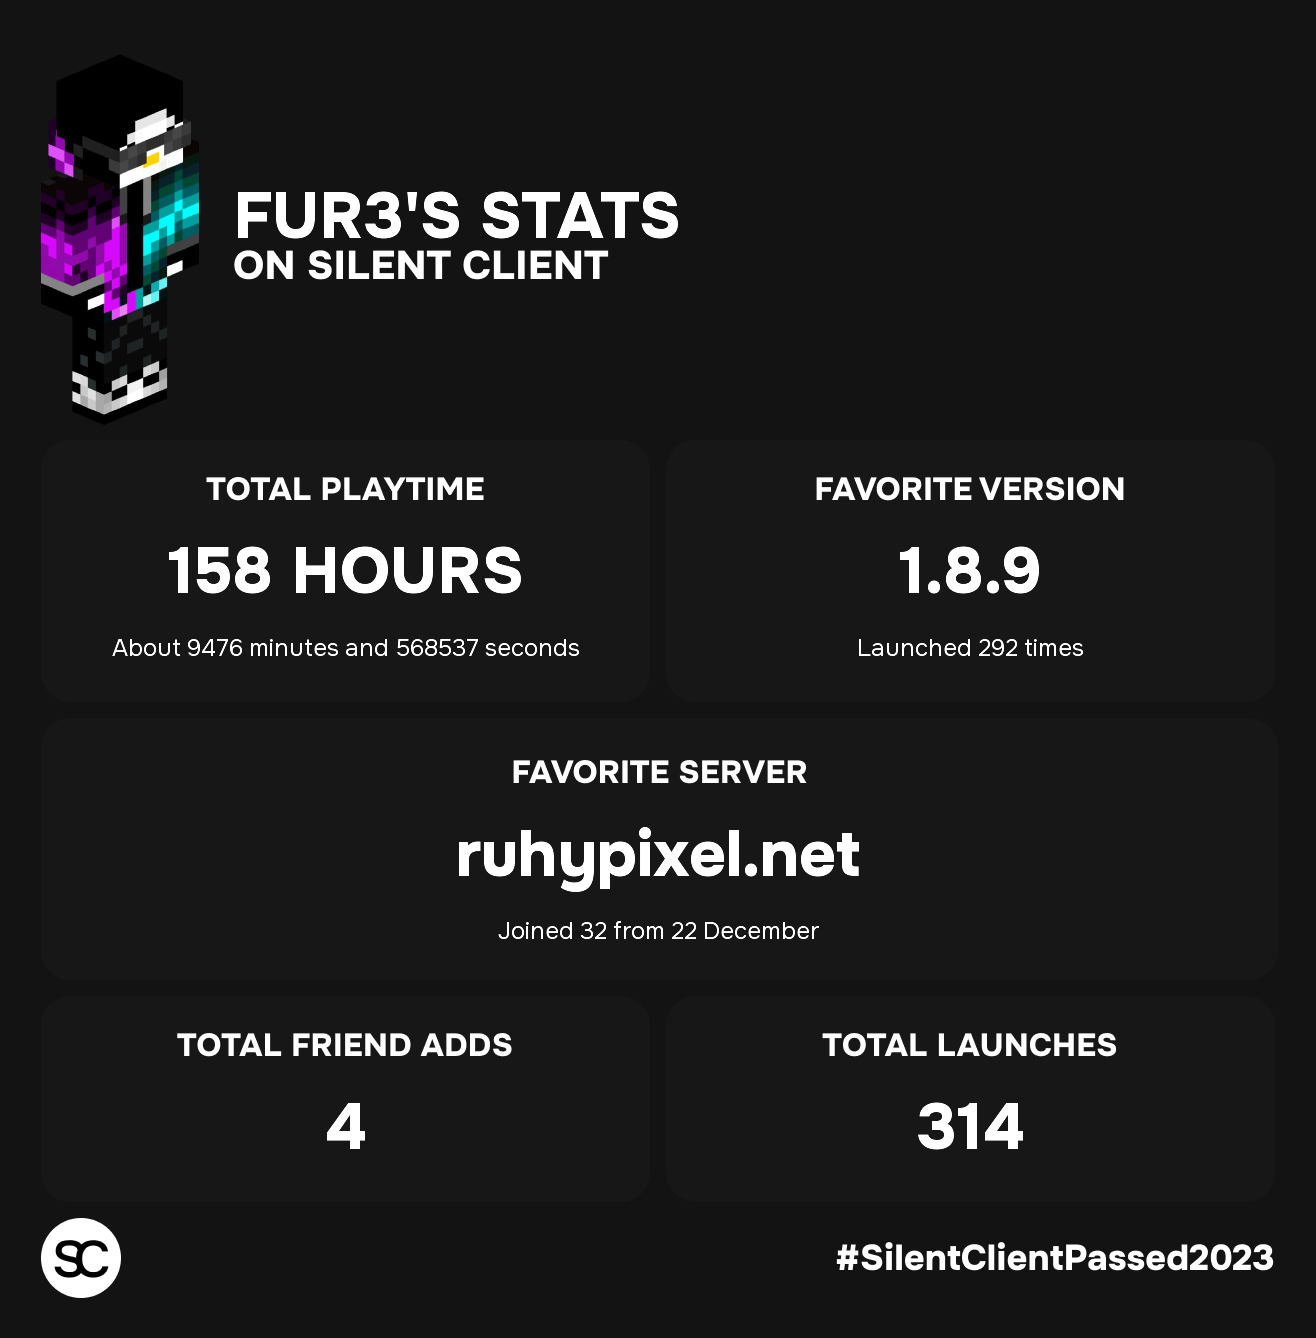 FUR3'S STATS
ON SILENT CLIENT
TOTAL PLAYTIME
158 HOURS
About 9476 minutes and 568537 seconds
FAVORITE VERSION
1.8.9
Launched 292 times
FAVORITE SERVER
ruhypixel.net
Joined 32 from 22 December
TOTAL FRIEND ADDS
4
TOTAL LAUNCHES
314
SC
#SilentClientPassed2023